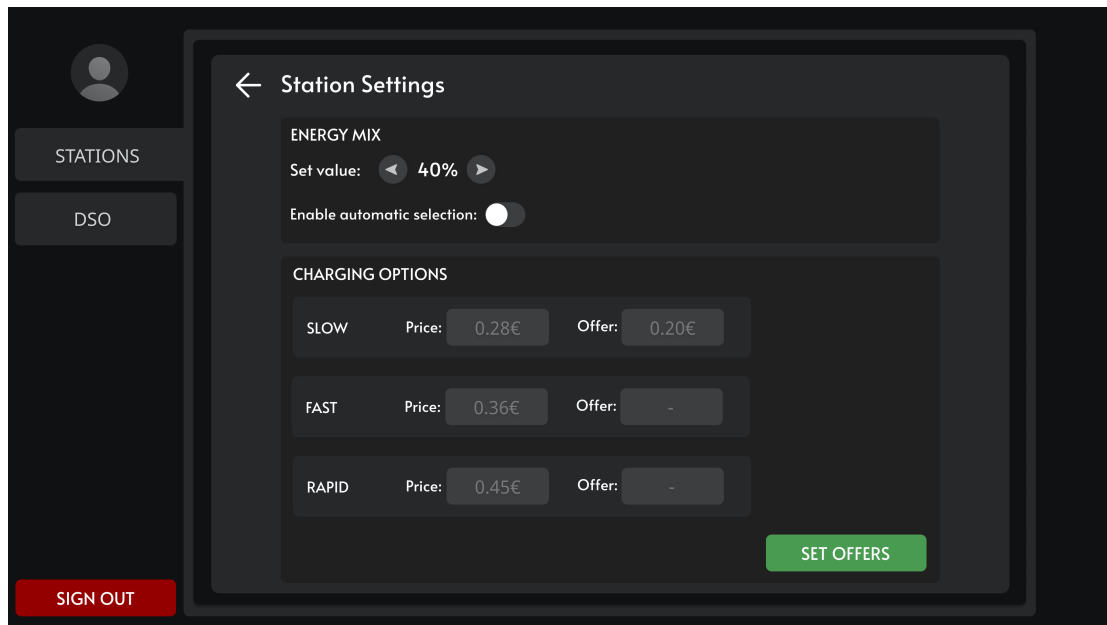 Station Settings
STATIONS
DSO
SIGN OUT
ENERGY MIX
Set value: 40%
Enable automatic selection:
CHARGING OPTIONS
SLOW Price: 0.28€ Offer: 0.20€
FAST Price: 0.36€ Offer: -
RAPID Price: 0.45€ Offer: -
SET OFFERS